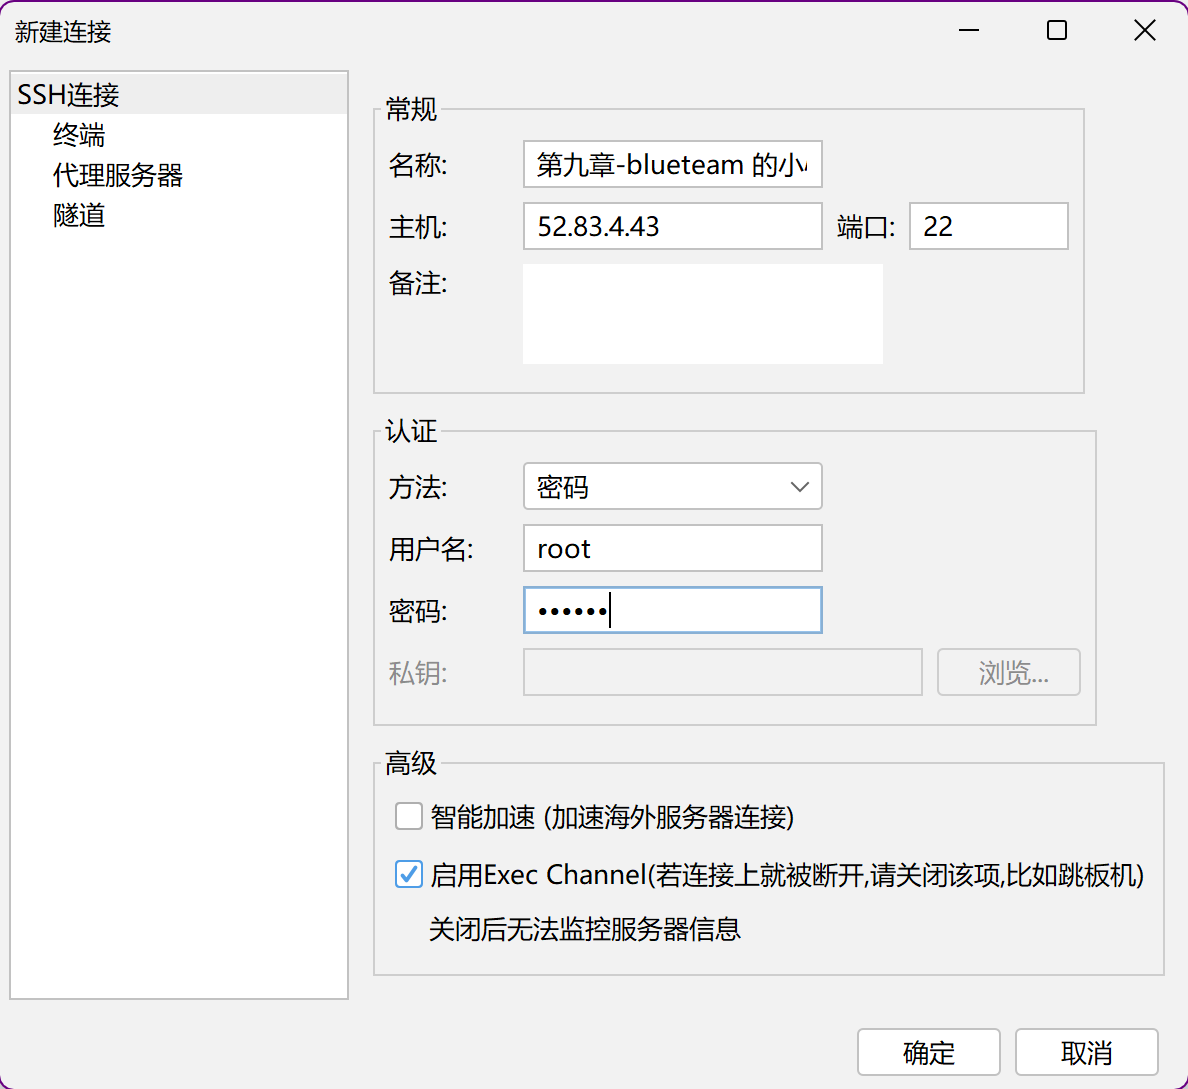 新建连接
SSH连接
终端
代理服务器
隧道
常规
名称: 第九章-blueteam 的小
主机: 52.83.4.43 端口: 22
备注:
认证
方法: 密码
用户名: root
密码: ••••••
私钥: 浏览...
高级
智能加速 (加速海外服务器连接)
启用Exec Channel(若连接上就被断开,请关闭该项,比如跳板机)
关闭后无法监控服务器信息
确定 取消